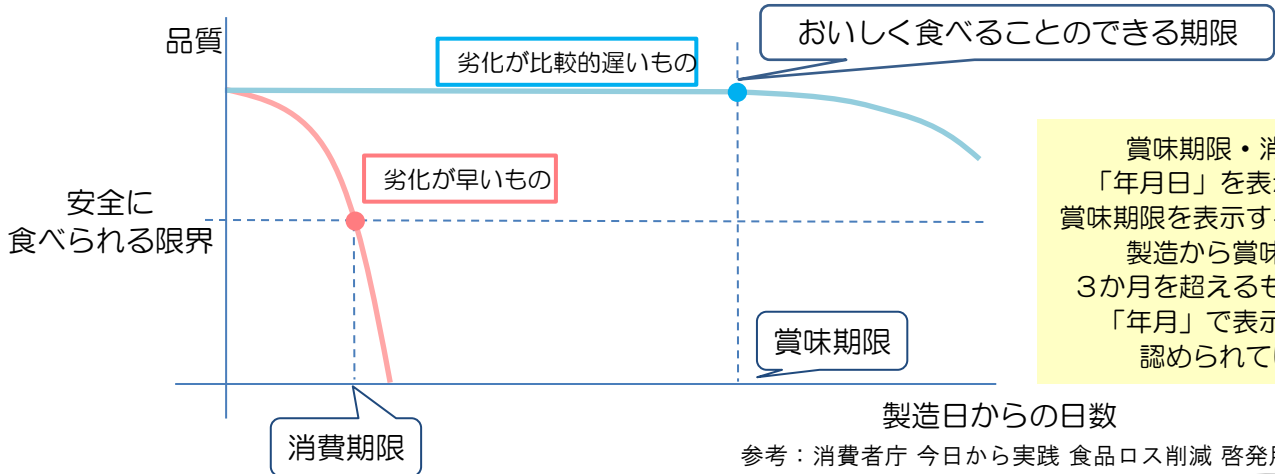 品質
おいしく食べることのできる期限
劣化が比較的遅いもの
劣化が早いもの
安全に
食べられる限界
賞味期限・消
「年月日」を表
賞味期限を表示す
製造から賞味
３か月を超えるも
「年月」で表示
認められて
賞味期限
消費期限
製造日からの日数
参考：消費者庁 今日から実践 食品ロス削減 啓発